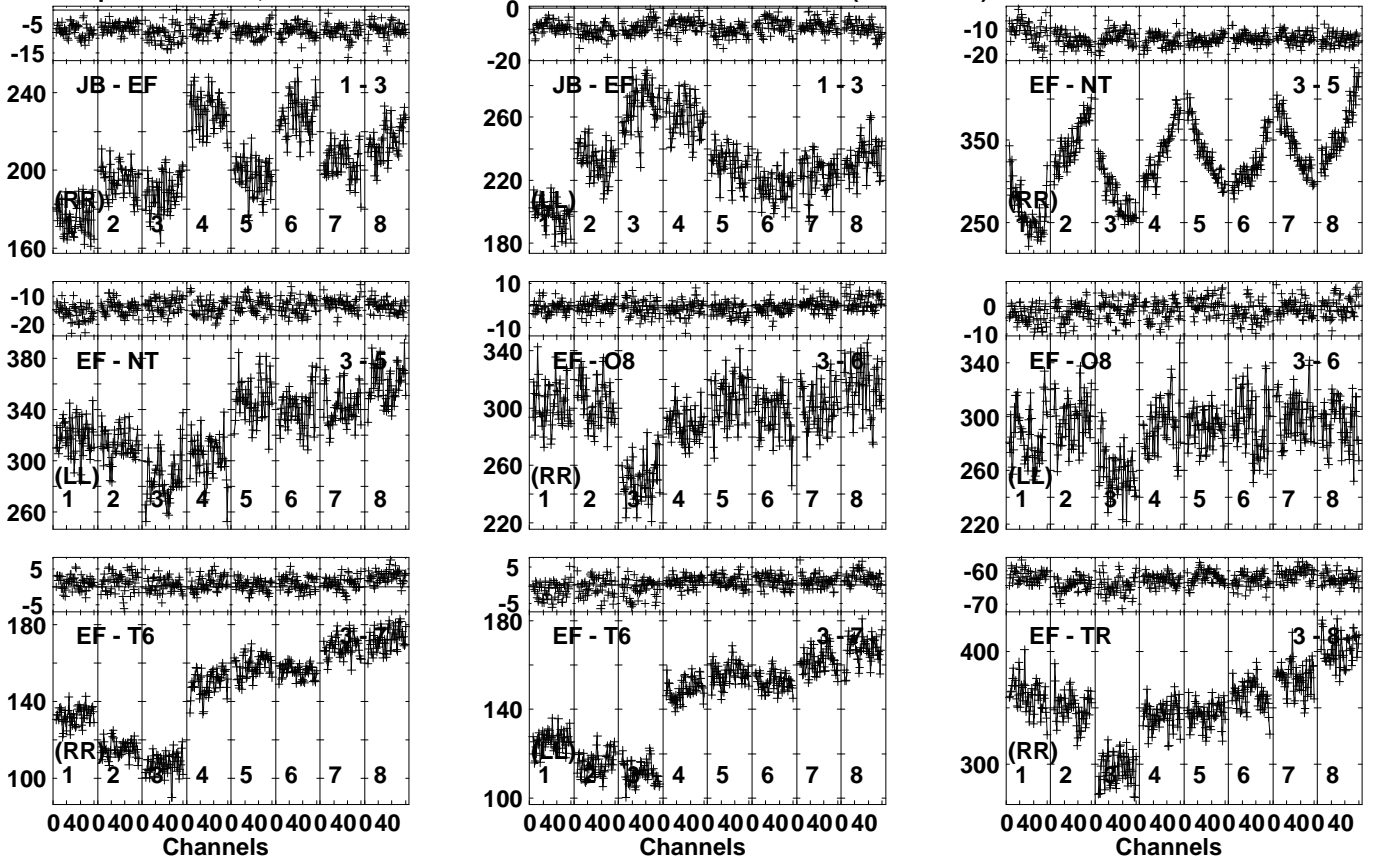 -5
-15
240
200
160
JB - EF 1 - 3
(RR)
2 3 4 5 6 7 8
0
-20
260
220
180
JB - EF 1 - 3
(LL)
2 3 4 5 6 7 8
-10
-20
350
250
EF - NT 3 - 5
(RR)
1 2 3 4 5 6 7 8
-10
-20
380
340
300
260
EF - NT 3 - 5
(LL)
1 2 3 4 5 6 7 8
10
-10
340
300
260
220
EF - O8 3 - 6
(RR)
1 2 3 4 5 6 7 8
0
-10
340
300
260
220
EF - O8 3 - 6
(LL)
1 2 3 4 5 6 7 8
5
-5
180
140
100
EF - T6 3 - 7
(RR)
1 2 3 4 5 6 7 8
5
-5
180
140
100
EF - T6 3 - 7
(LL)
1 2 3 4 5 6 7 8
-60
-70
400
300
EF - TR 3 - 8
(RR)
1 2 3 4 5 6 7 8
0 40 0 40 0 40 0 40 0 40 0 40 0 40 0 40
Channels
0 40 0 40 0 40 0 40 0 40 0 40 0 40 0 40
Channels
0 40 0 40 0 40 0 40 0 40 0 40 0 40 0 40
Channels